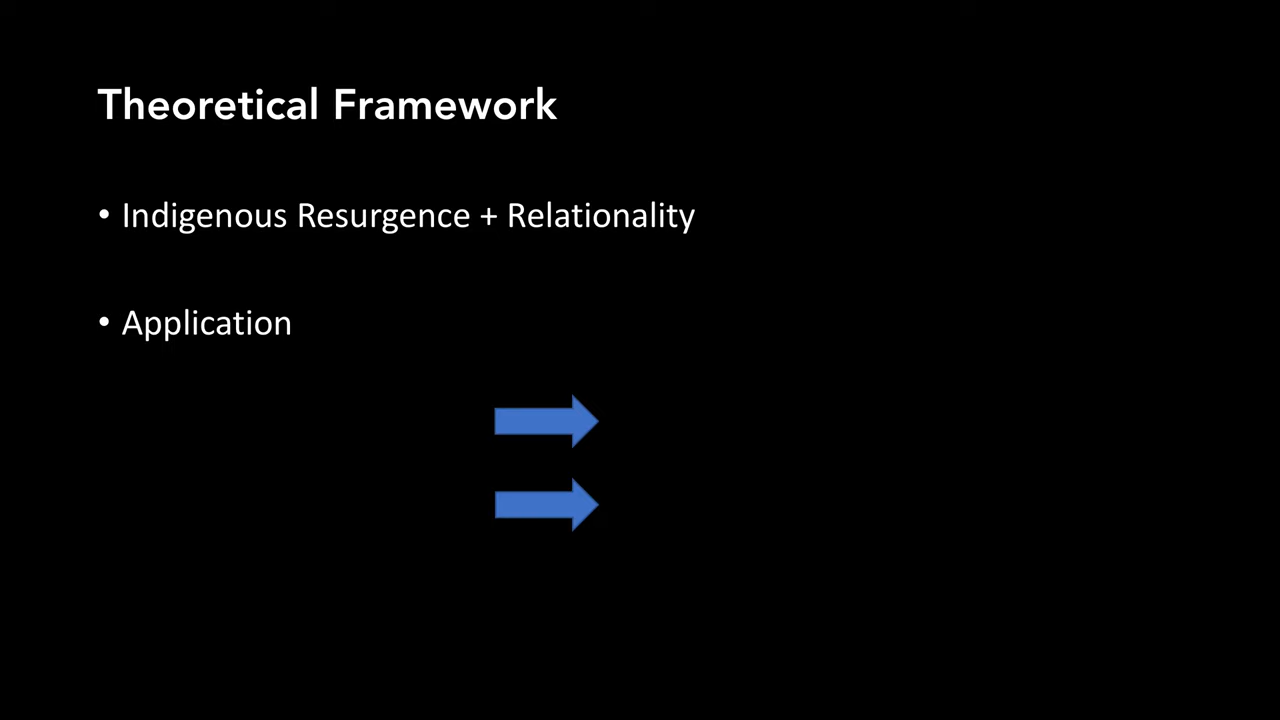 Theoretical Framework
• Indigenous Resurgence + Relationality
• Application